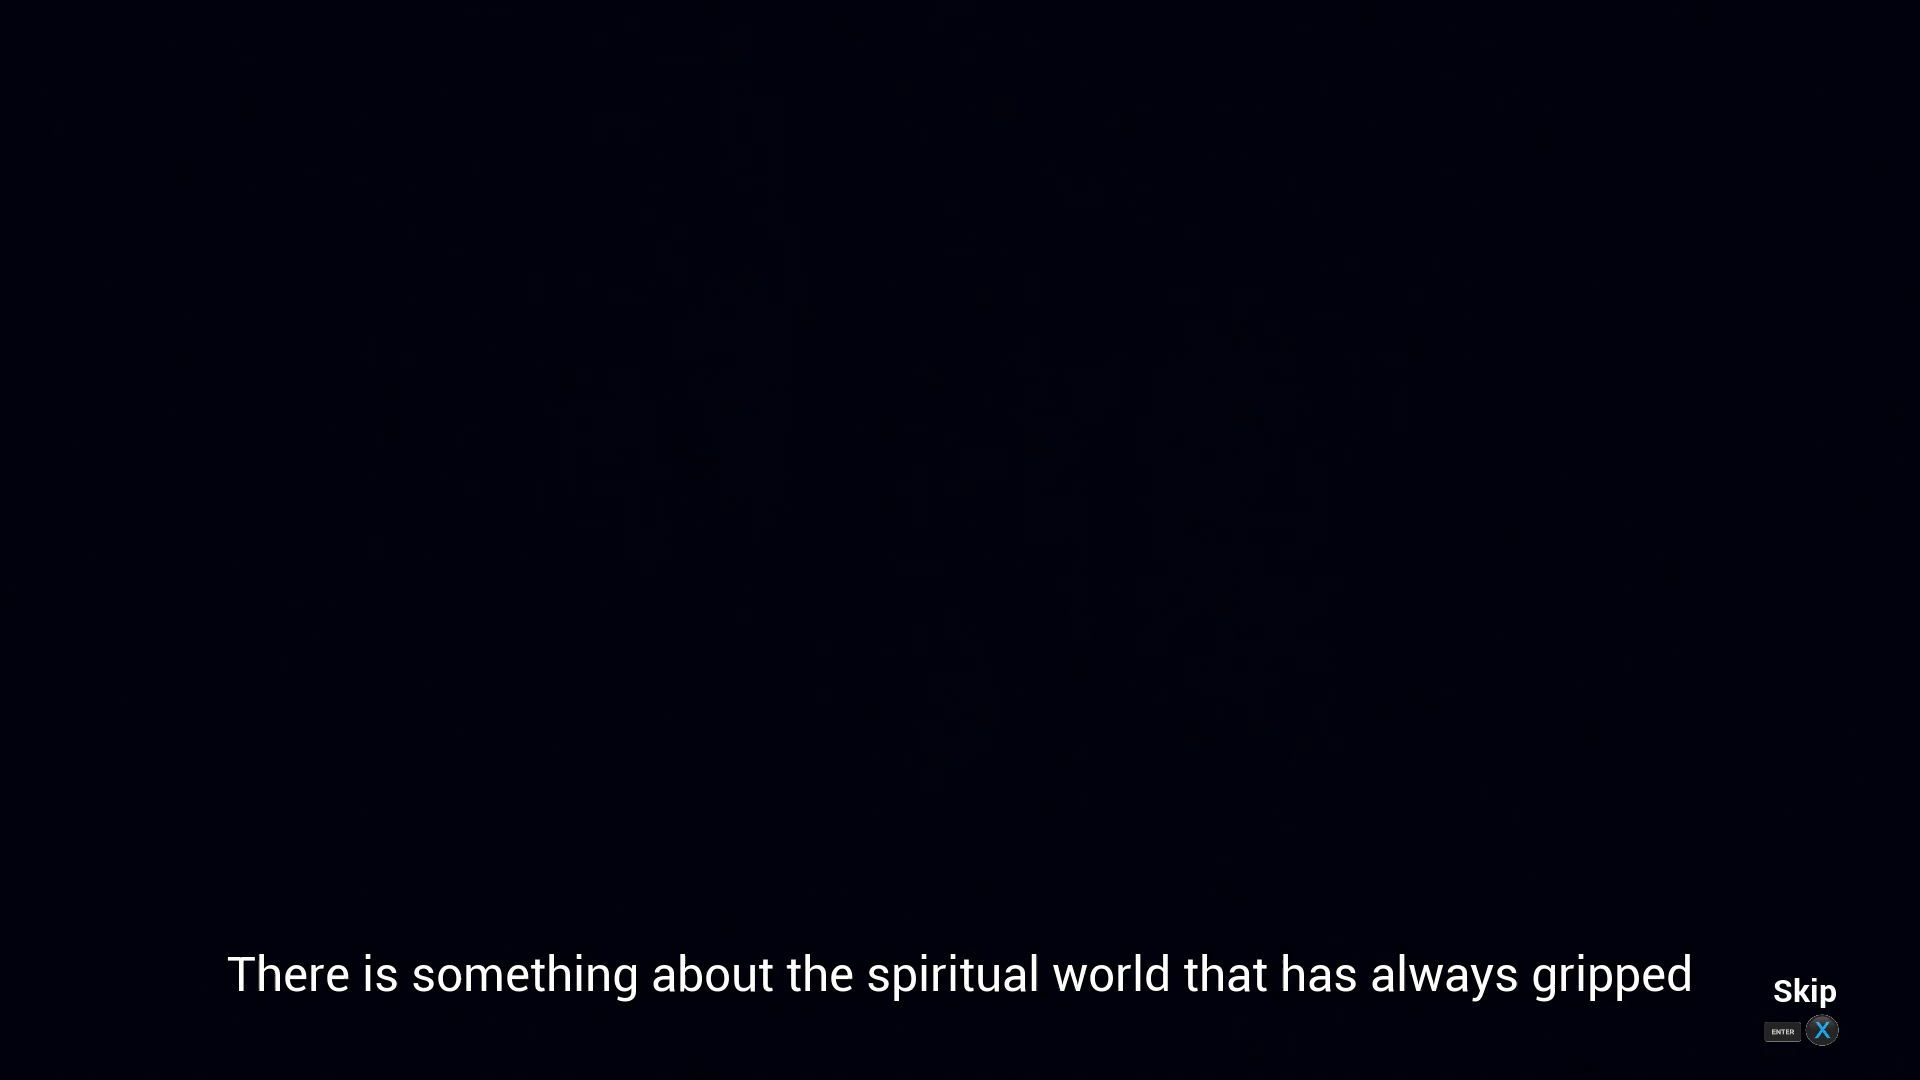 There is something about the spiritual world that has always gripped
Skip
ENTER X